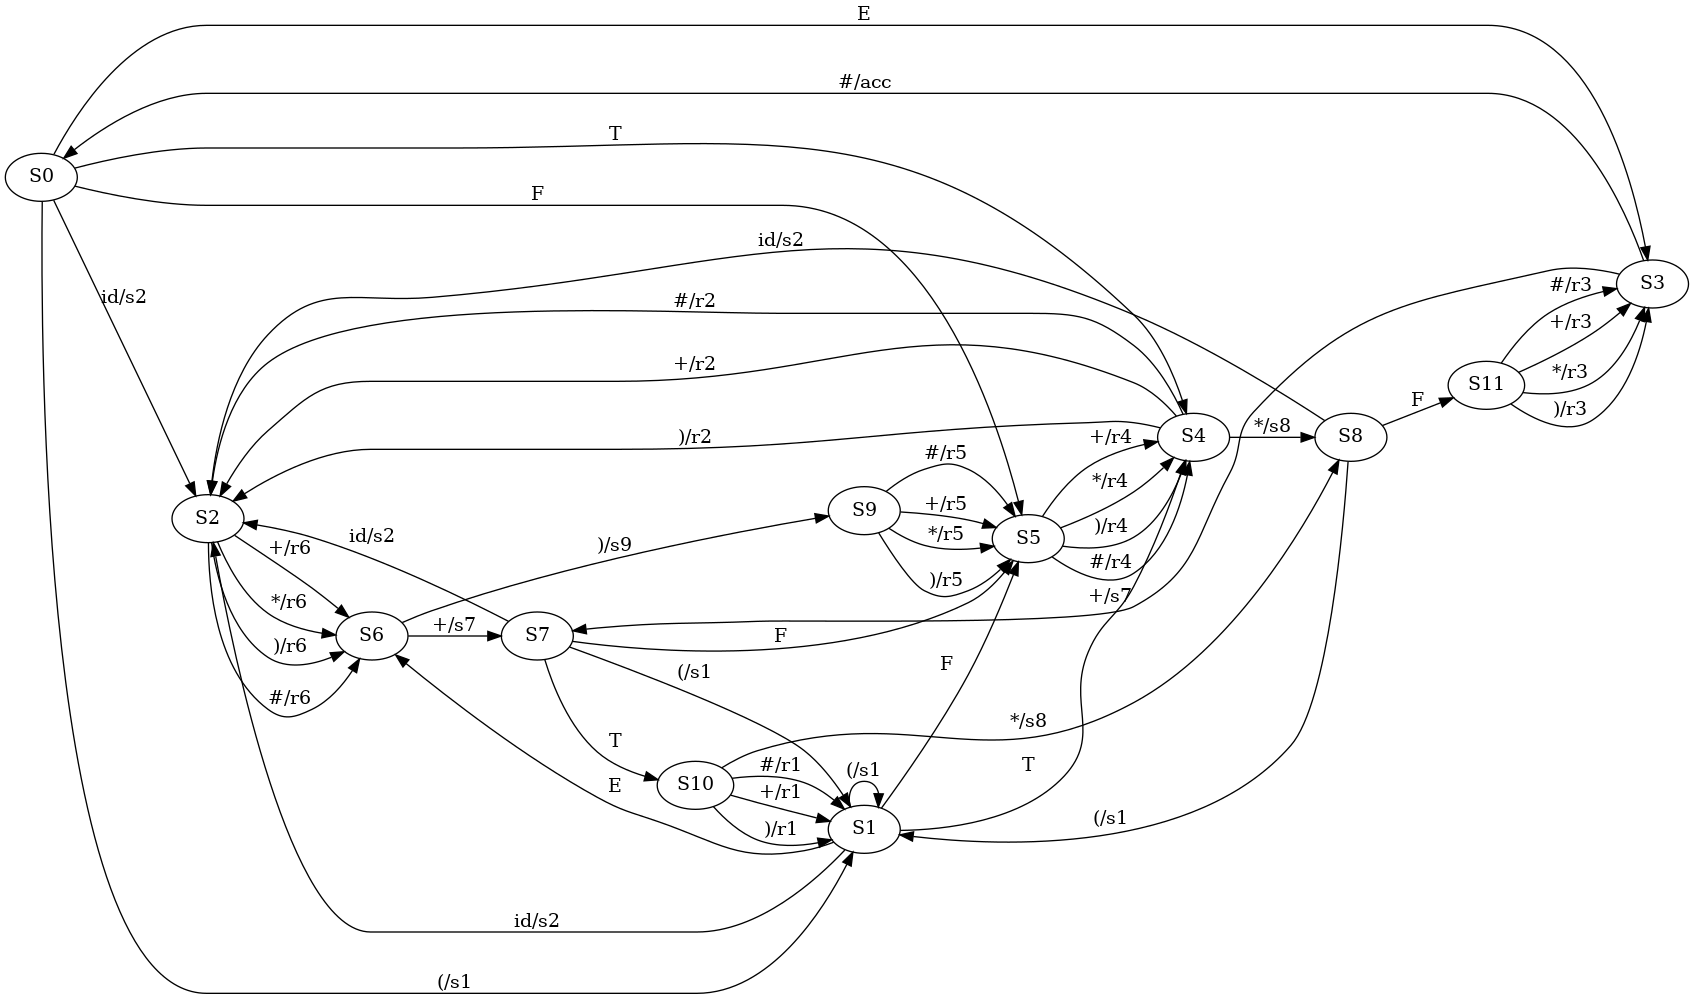 E
#/acc
T
S0
F
id/s2
#/r2
id/s2
#/r3
S3
+/r3
+/r2
*/r3
S11
F
)/r3
)/r2
*/s8
+/r4
S4
S8
#/r5
*/r4
S2
S9
+/r5
)/r4
id/s2
*/r5
S5
+/r6
)/s9
#/r4
)/r5
+/s7
*/r6
+/s7
S6
S7
F
)/r6
(/s1
F
#/r6
*/s8
T
#/r1
(/s1
T
E
S10
+/r1
)/r1
S1
(/s1
id/s2
(/s1